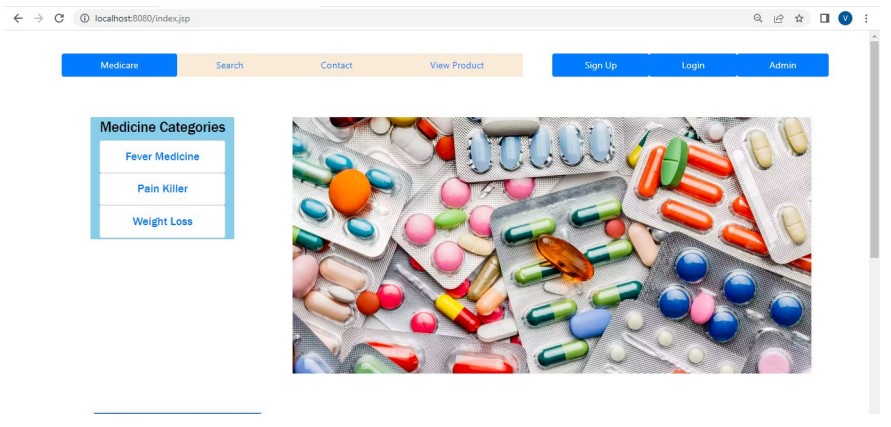 localhost:8080/index.jsp
V
Medicare Search Contact View Product Sign Up Login Admin
Medicine Categories
Fever Medicine
Pain Killer
Weight Loss